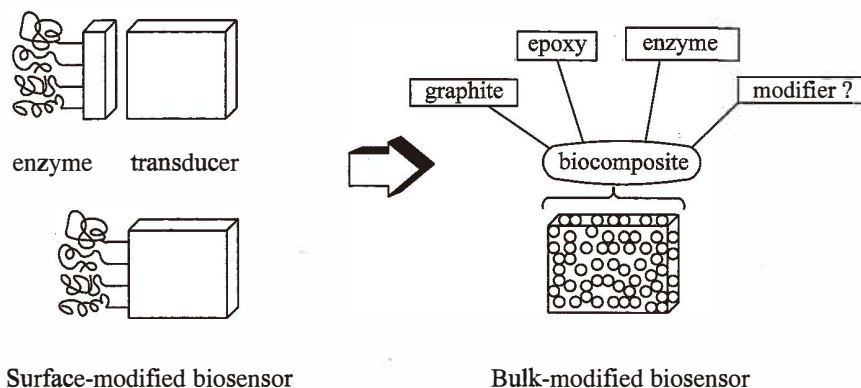 enzyme transducer
Surface-modified biosensor
graphite
epoxy
enzyme
modifier ?
biocomposite
Bulk-modified biosensor